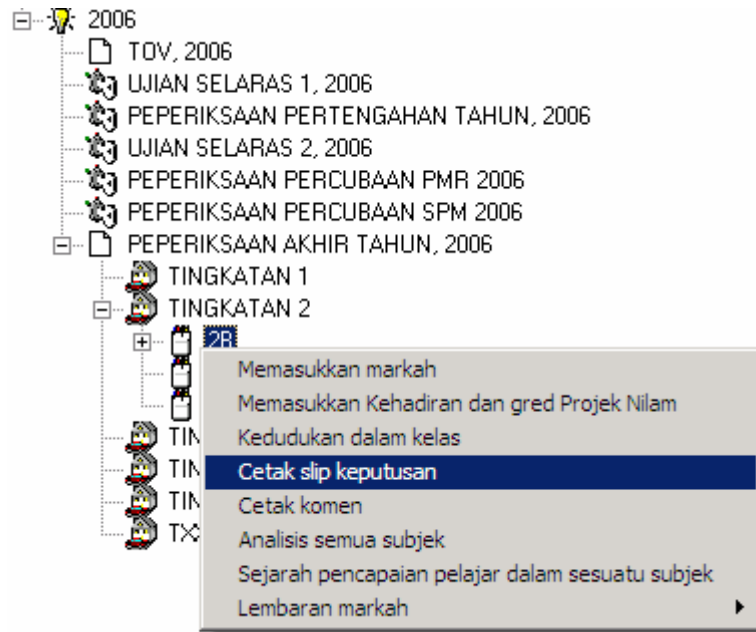 2006
TOV, 2006
UJIAN SELARAS 1, 2006
PEPERIKSAAN PERTENGAHAN TAHUN, 2006
UJIAN SELARAS 2, 2006
PEPERIKSAAN PERCUBAAN PMR 2006
PEPERIKSAAN PERCUBAAN SPM 2006
PEPERIKSAAN AKHIR TAHUN, 2006
TINGKATAN 1
TINGKATAN 2
2B
Memasukkan markah
Memasukkan Kehadiran dan gred Projek Nilam
Kedudukan dalam kelas
Cetak slip keputusan
Cetak komen
Analisis semua subjek
Sejarah pencapaian pelajar dalam sesuatu subjek
Lembaran markah